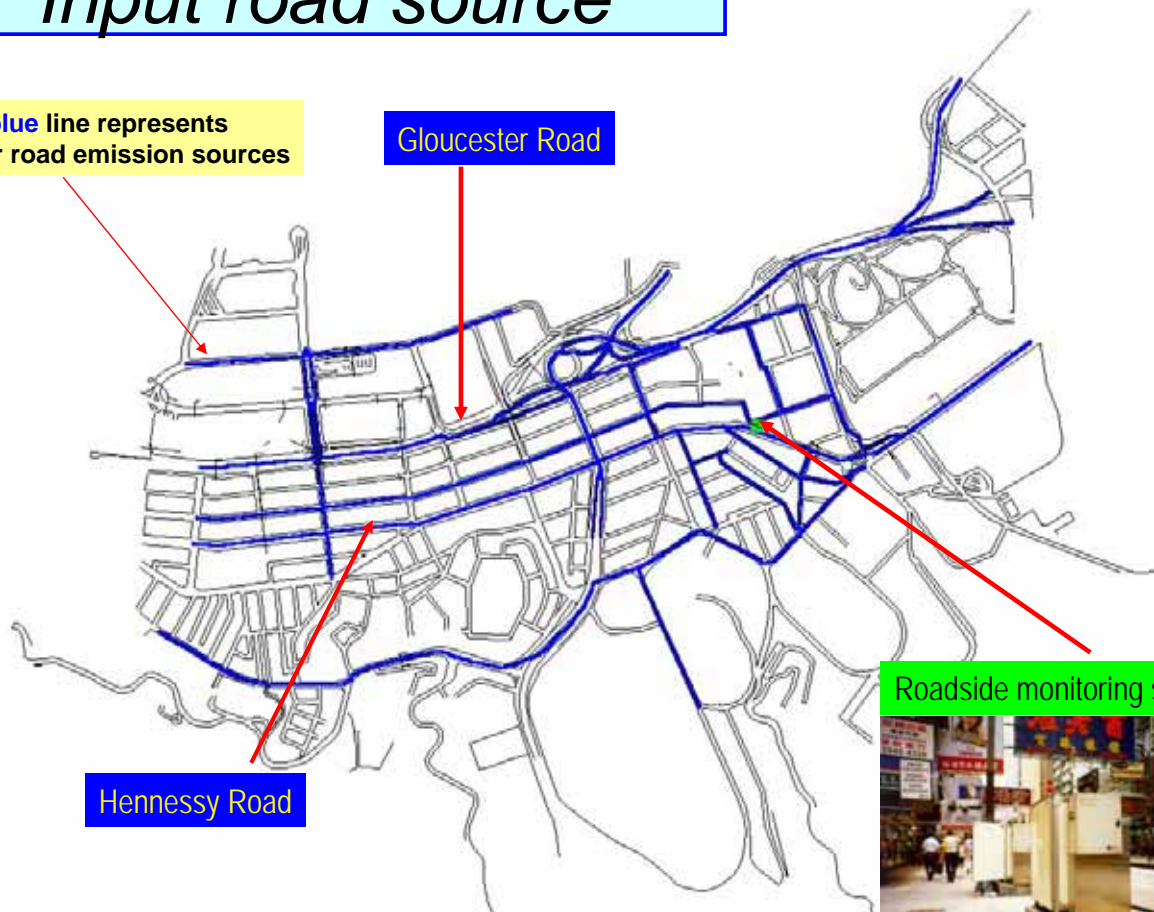 Input road source
blue line represents
road emission sources
Gloucester Road
Hennessy Road
Roadside monitoring